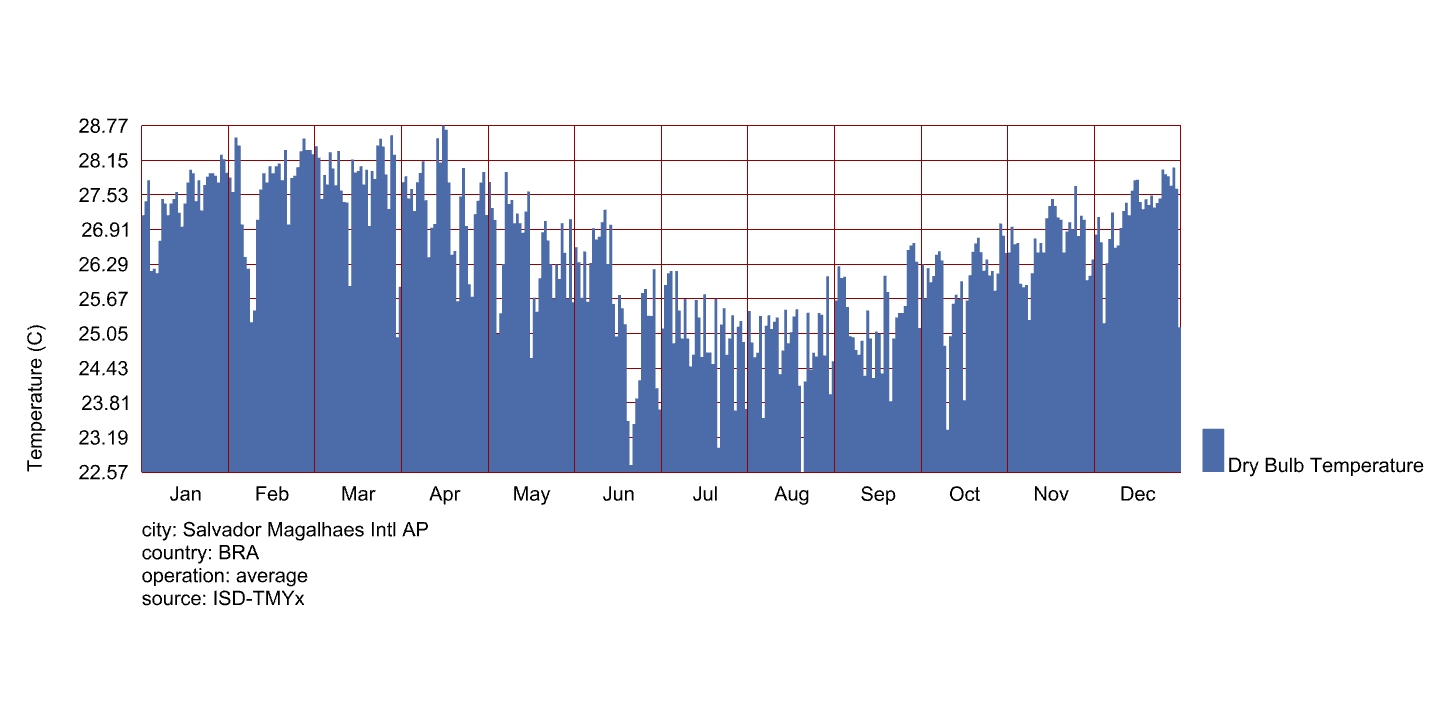 28.77
28.15
27.53
26.91
26.29
25.67
25.05
24.43
23.81
23.19
22.57
Temperature (C)
Jan Feb Mar Apr May Jun Jul Aug Sep Oct Nov Dec
Dry Bulb Temperature
city: Salvador Magalhaes Intl AP
country: BRA
operation: average
source: ISD-TMYx